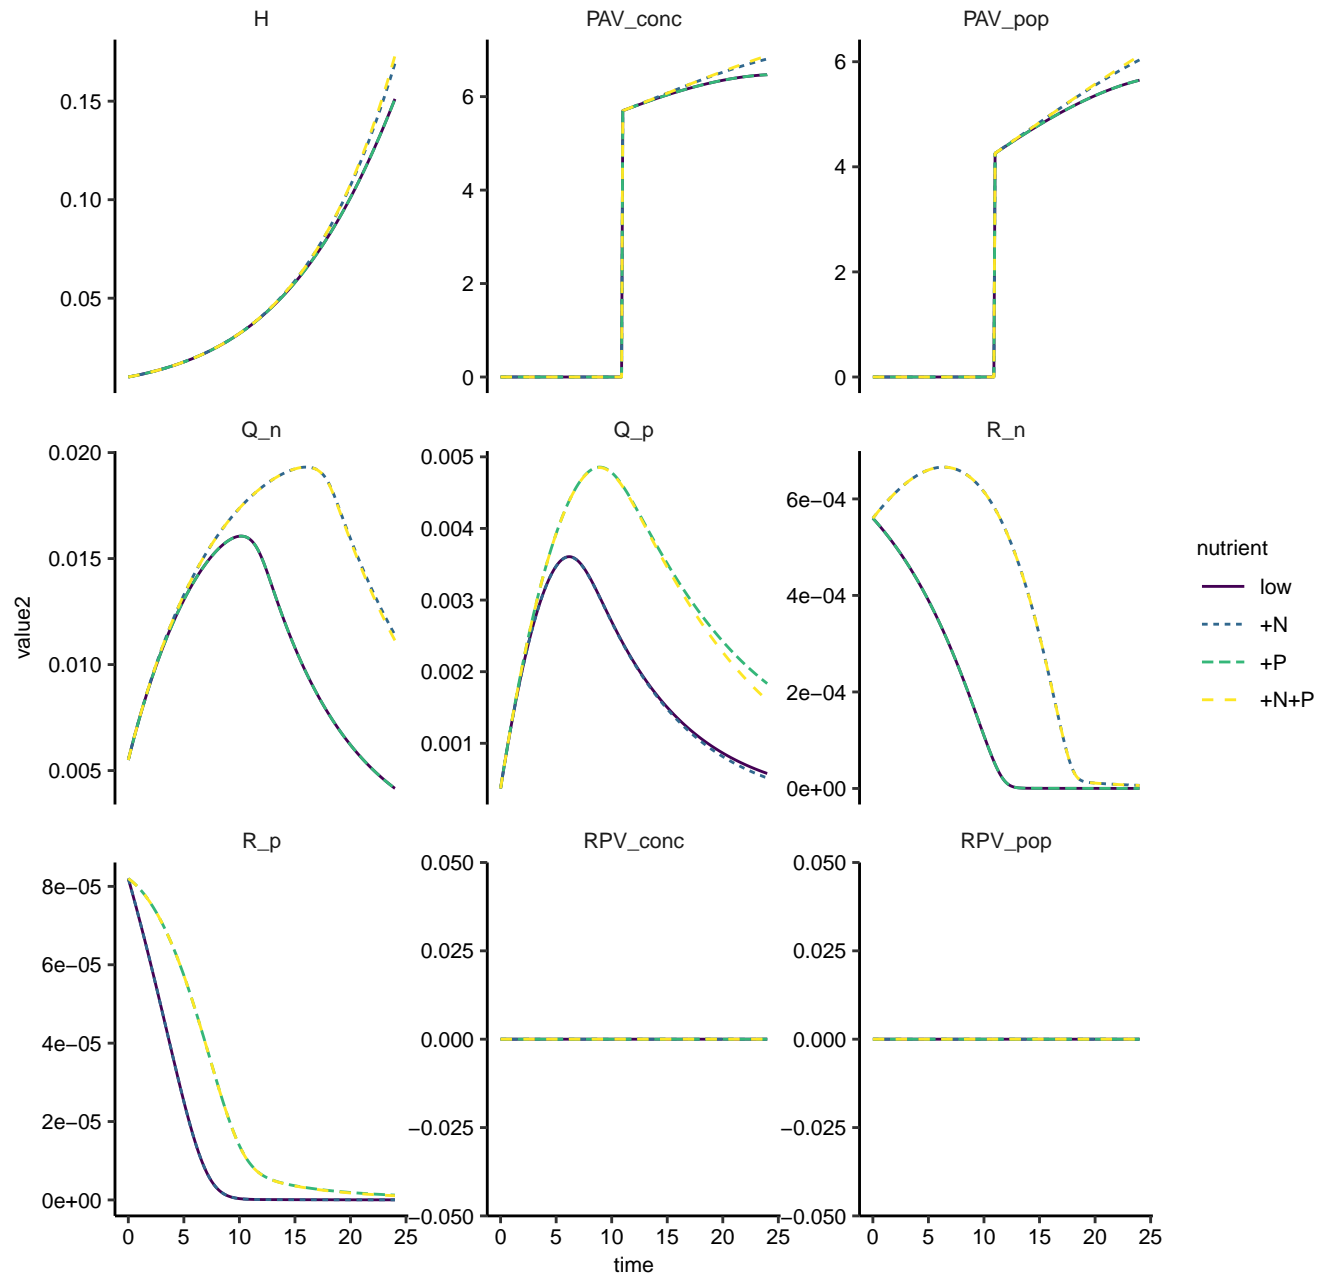 H
PAV_conc
PAV_pop
0.15
0.10
0.05
6
4
2
0
6
4
2
0
Q_n
Q_p
R_n
0.020
0.015
0.010
0.005
0.005
0.004
0.003
0.002
0.001
6e−04
4e−04
2e−04
0e+00
R_p
RPV_conc
RPV_pop
8e−05
6e−05
4e−05
2e−05
0e+00
0.050
0.025
0.000
−0.025
−0.050
0.050
0.025
0.000
−0.025
−0.050
0 5 10 15 20 25
0 5 10 15 20 25
0 5 10 15 20 25
time
value2
nutrient
low
+N
+P
+N+P